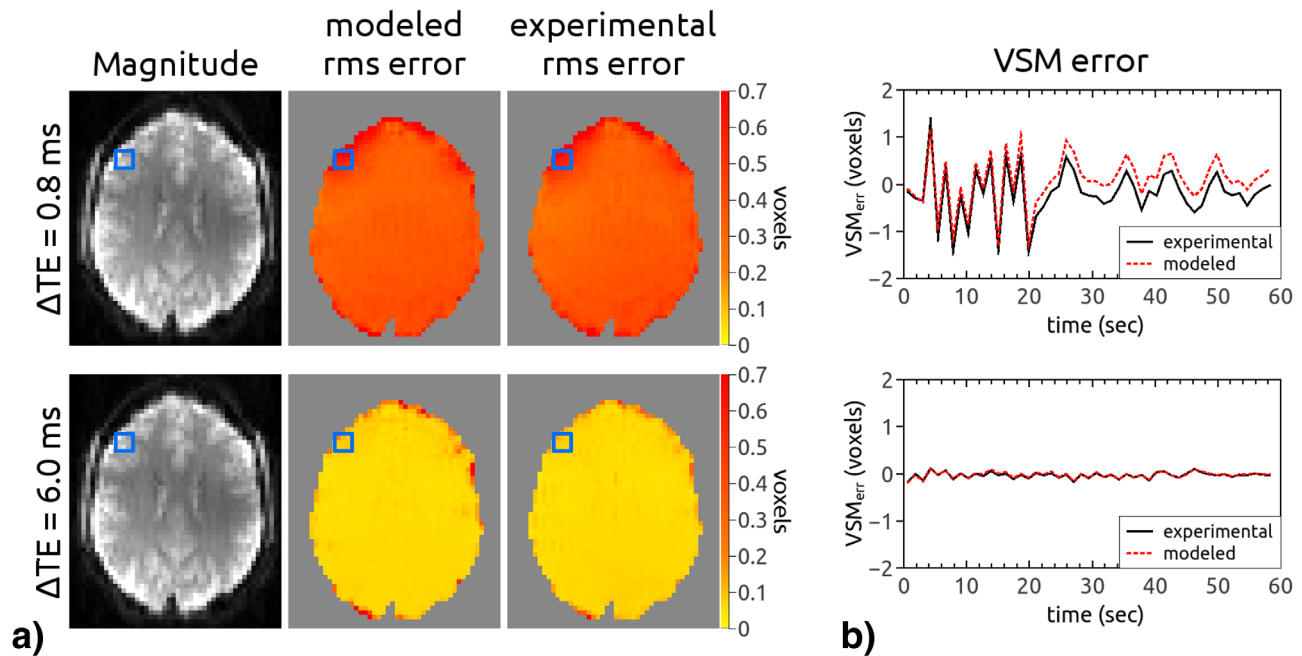 Magnitude
modeled
rms error
experimental
rms error
VSM error
ΔTE = 0.8 ms
0.7
0.6
0.5
0.4
0.3
0.2
0.1
0
voxels
VSMerr (voxels)
2
1
0
−1
−2
experimental
modeled
0 10 20 30 40 50 60
time (sec)
ΔTE = 6.0 ms
0.7
0.6
0.5
0.4
0.3
0.2
0.1
0
voxels
VSMerr (voxels)
2
1
0
−1
−2
experimental
modeled
0 10 20 30 40 50 60
time (sec)
a)
b)